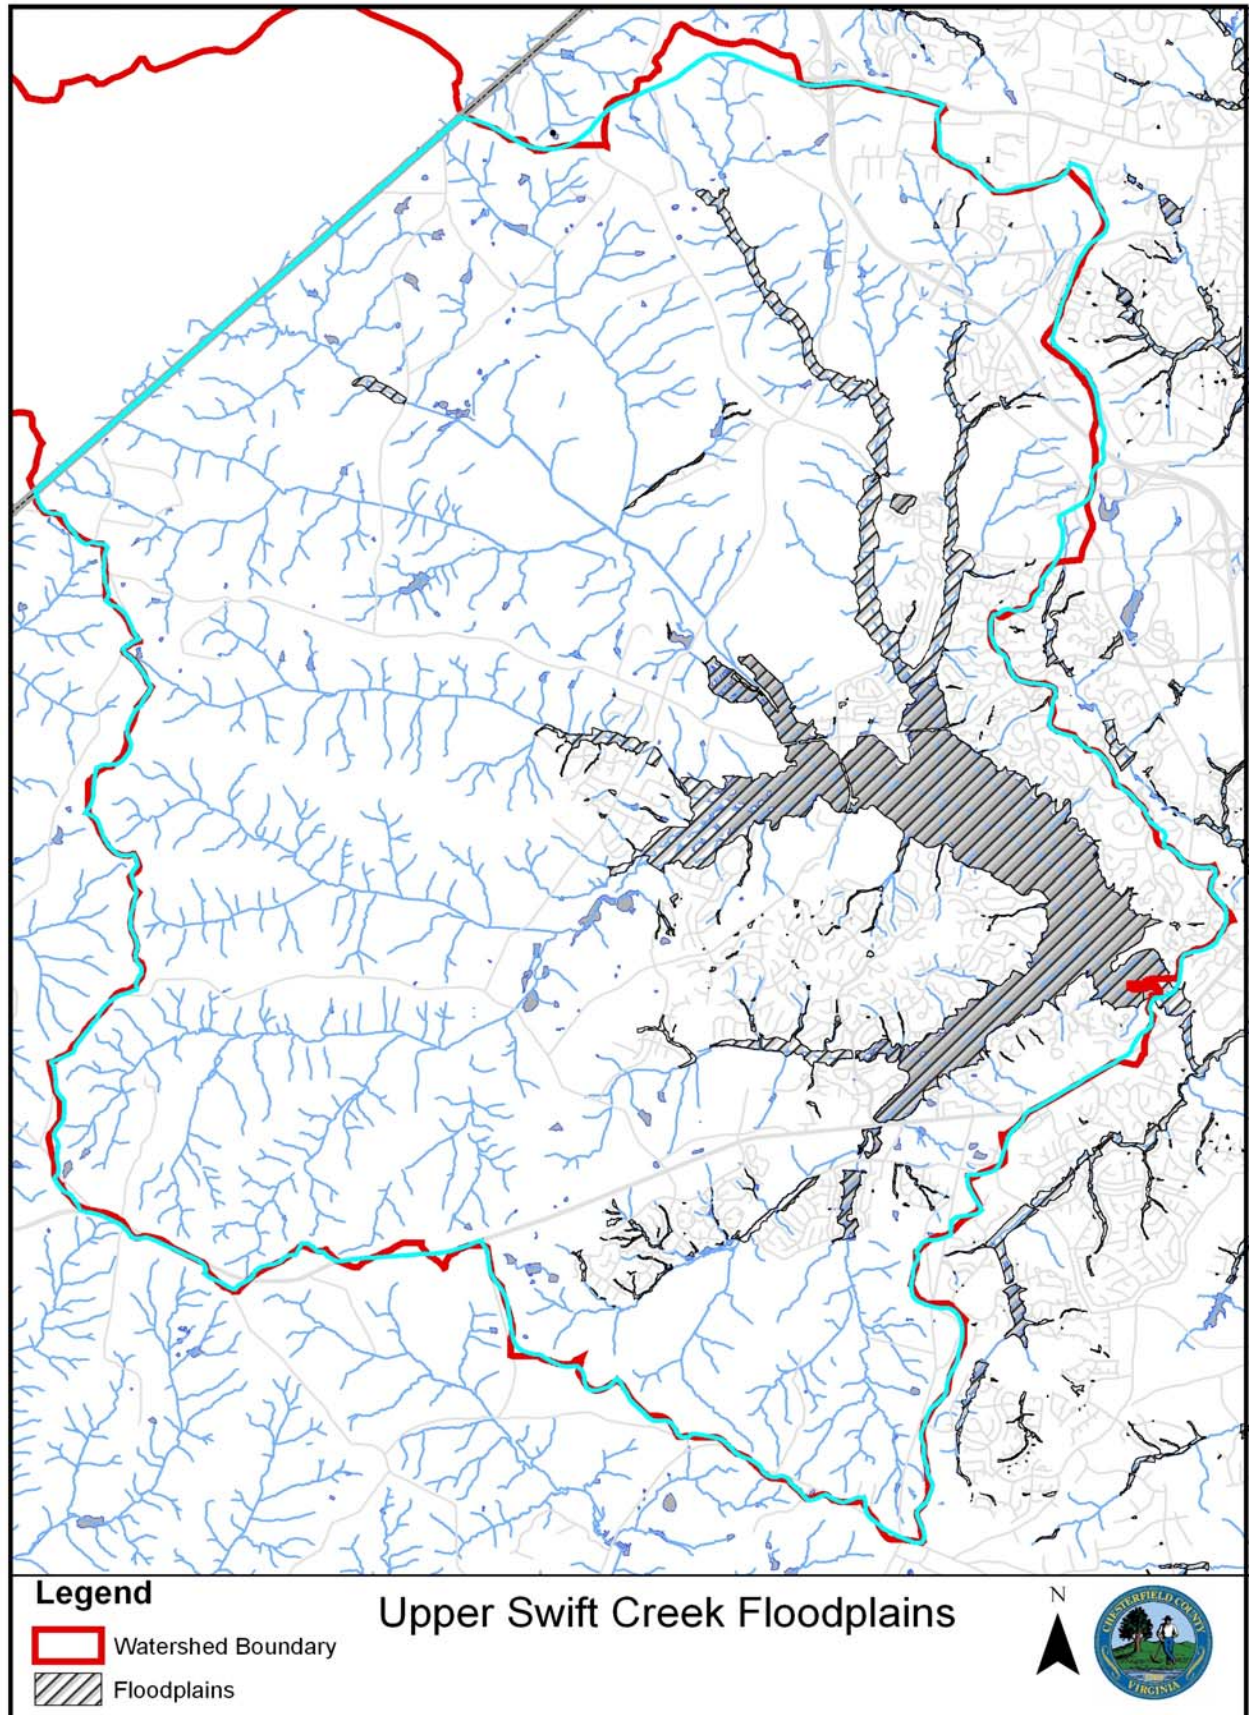 Legend
Upper Swift Creek Floodplains
N
Watershed Boundary
Floodplains
CHESTERFIELD COUNTY
VIRGINIA